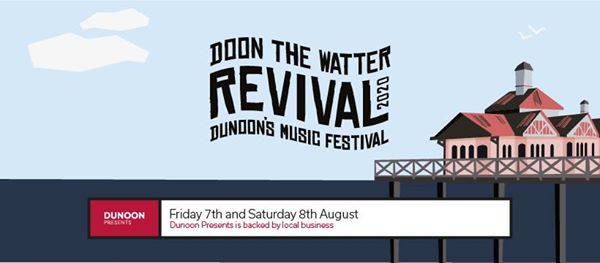 DOON THE WATTER
REVIVAL 2020
DUNOON'S MUSIC FESTIVAL
DUNOON
PRESENTS
Friday 7th and Saturday 8th August
Dunoon Presents is backed by local business